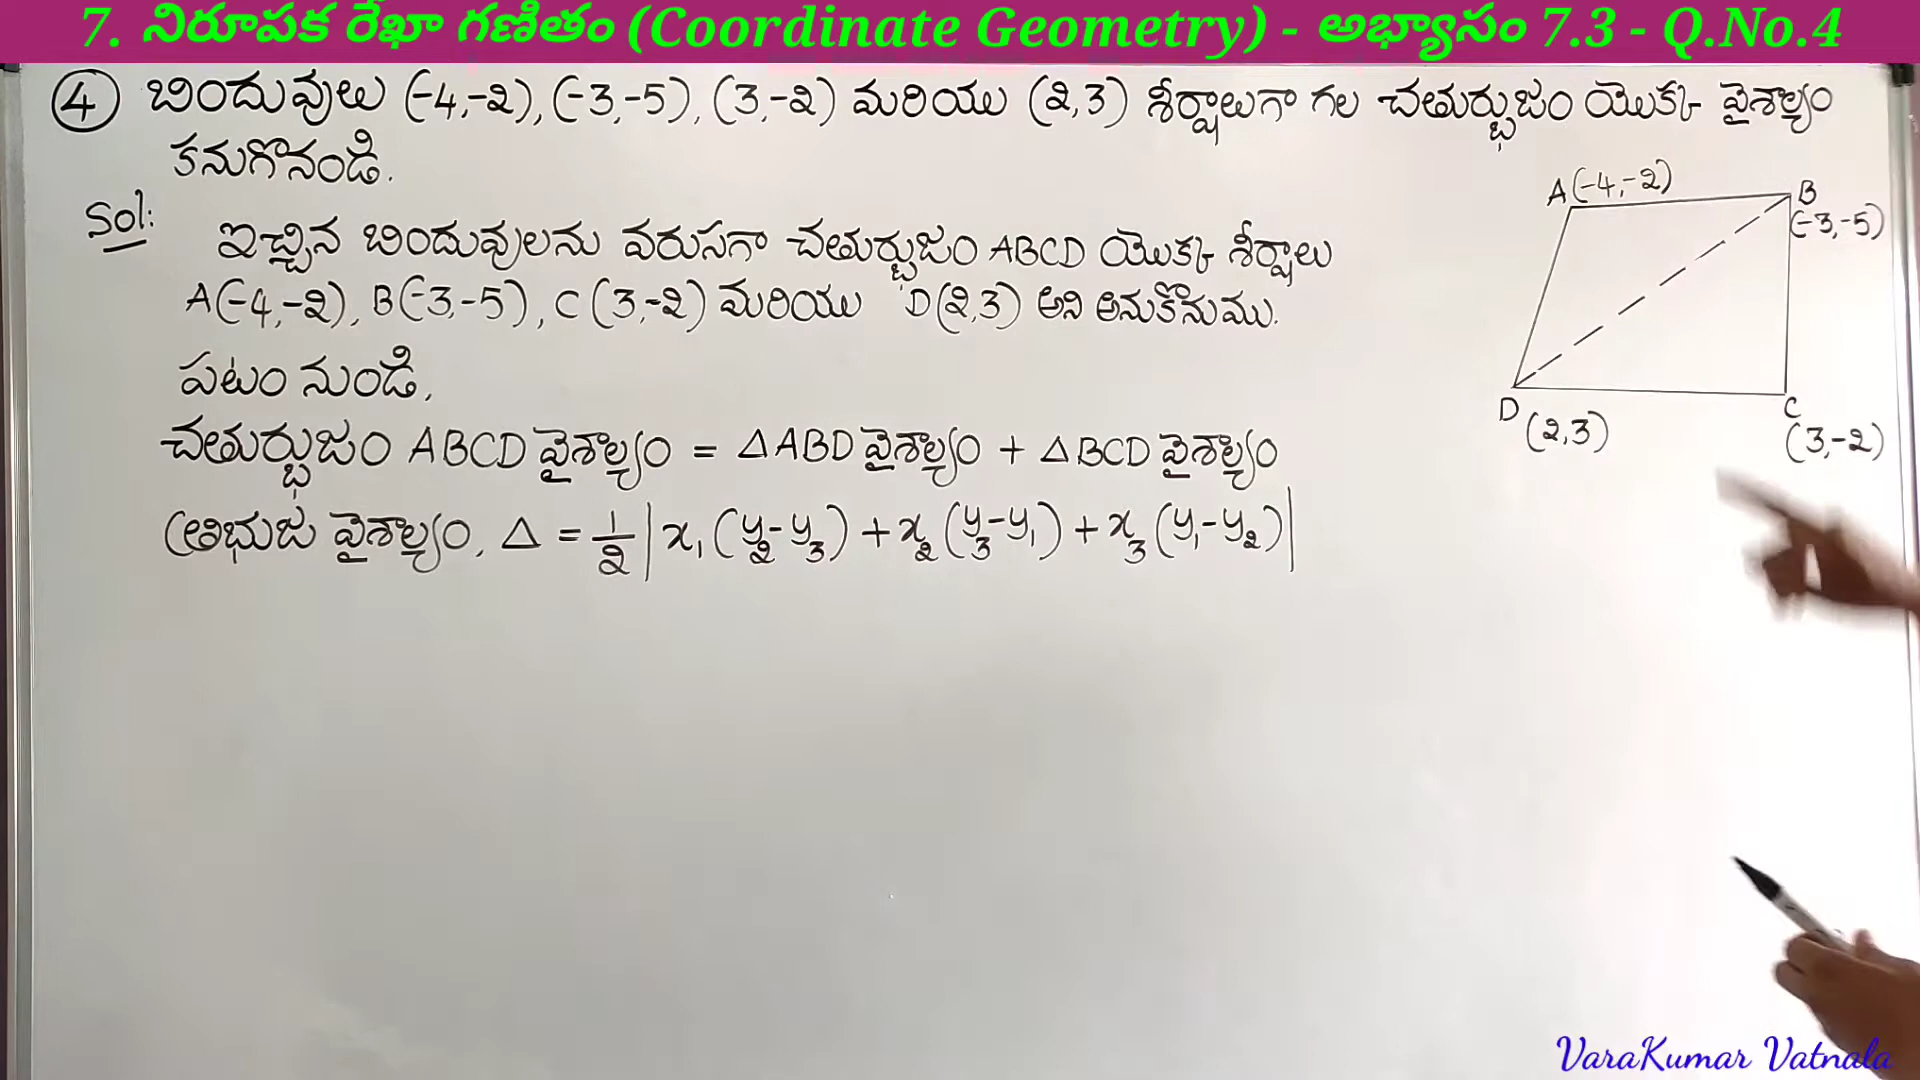 7. నిరూపక రేఖా గణితం (Coordinate Geometry) - అభ్యాసం 7.3 - Q.No.4
④ బిందువులు (-4,-2), (-3,-5), (3,-2) మరియు (2,3) శీర్షాలుగా గల చతుర్భుజం యొక్క వైశాల్యం
కనుగొనండి.
Sol:
ఇచ్చిన బిందువులను వరుసగా చతుర్భుజం ABCD యొక్క శీర్షాలు
A(-4,-2), B(-3,-5), C(3,-2) మరియు D(2,3) అని అనుకొనుము.
పటం నుండి,
చతుర్భుజం ABCD వైశాల్యం = ΔABD వైశాల్యం + ΔBCD వైశాల్యం
త్రిభుజ వైశాల్యం, Δ = 1/2 |x₁(y₂-y₃) + x₂(y₃-y₁) + x₃(y₁-y₂)|
A(-4,-2)
B
(-3,-5)
D
(2,3)
C
(3,-2)
VaraKumar Vatnala